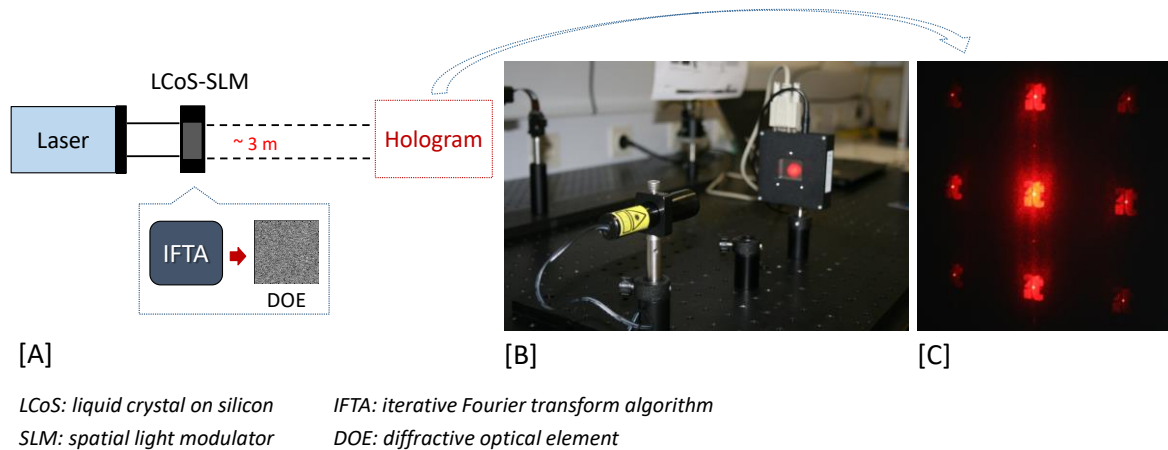 LCoS-SLM
Laser
~ 3 m
Hologram
IFTA
DOE
[A]
[B]
[C]
LCoS: liquid crystal on silicon
IFTA: iterative Fourier transform algorithm
SLM: spatial light modulator
DOE: diffractive optical element